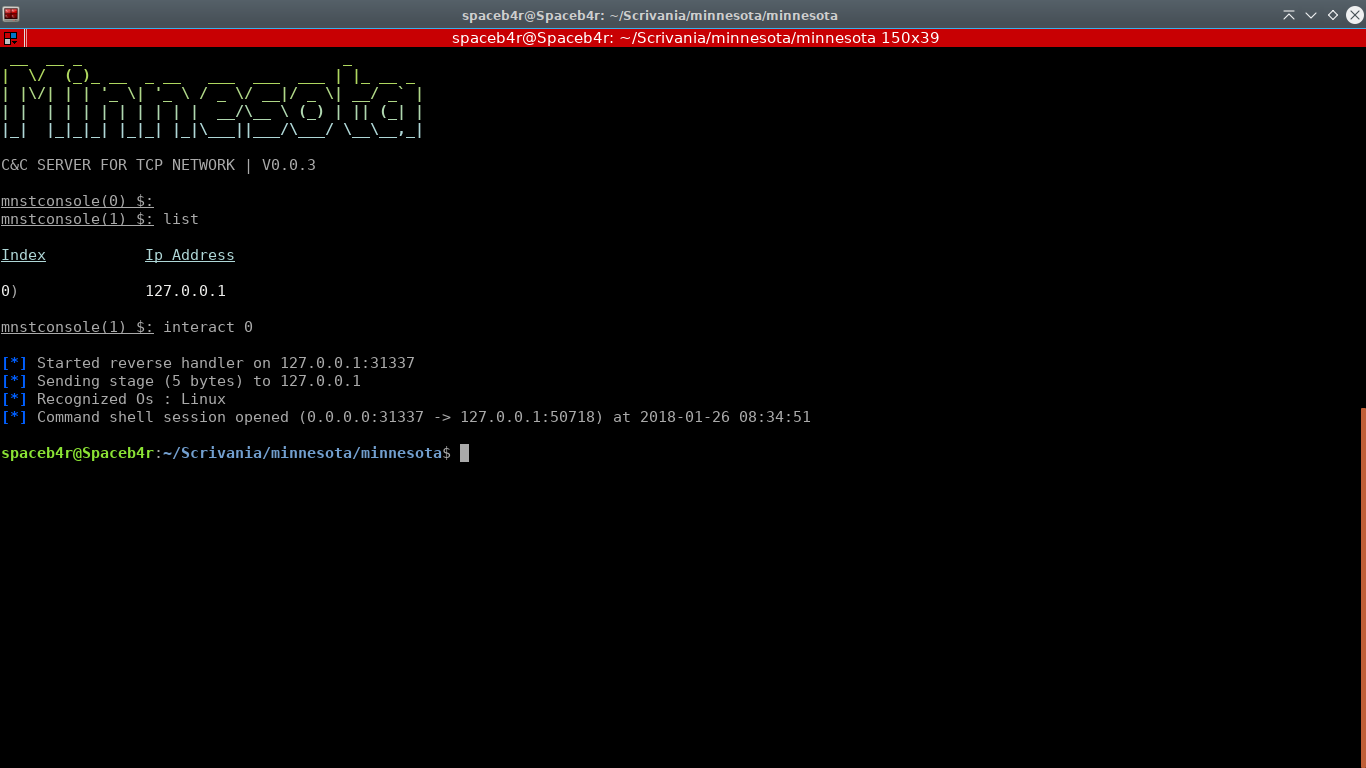 spaceb4r@Spaceb4r: ~/Scrivania/minnesota/minnesota
spaceb4r@Spaceb4r: ~/Scrivania/minnesota/minnesota 150x39
Minnesota
C&C SERVER FOR TCP NETWORK | V0.0.3
mnstconsole(0) $:
mnstconsole(1) $: list
Index Ip Address
0) 127.0.0.1
mnstconsole(1) $: interact 0
[*] Started reverse handler on 127.0.0.1:31337
[*] Sending stage (5 bytes) to 127.0.0.1
[*] Recognized Os : Linux
[*] Command shell session opened (0.0.0.0:31337 -> 127.0.0.1:50718) at 2018-01-26 08:34:51
spaceb4r@Spaceb4r:~/Scrivania/minnesota/minnesota$